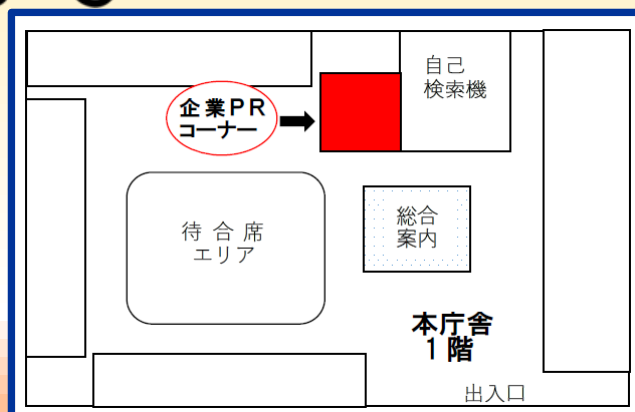 自己
検索機
企業PR
コーナー
待合席
エリア
総合
案内
本庁舎
1階
出入口